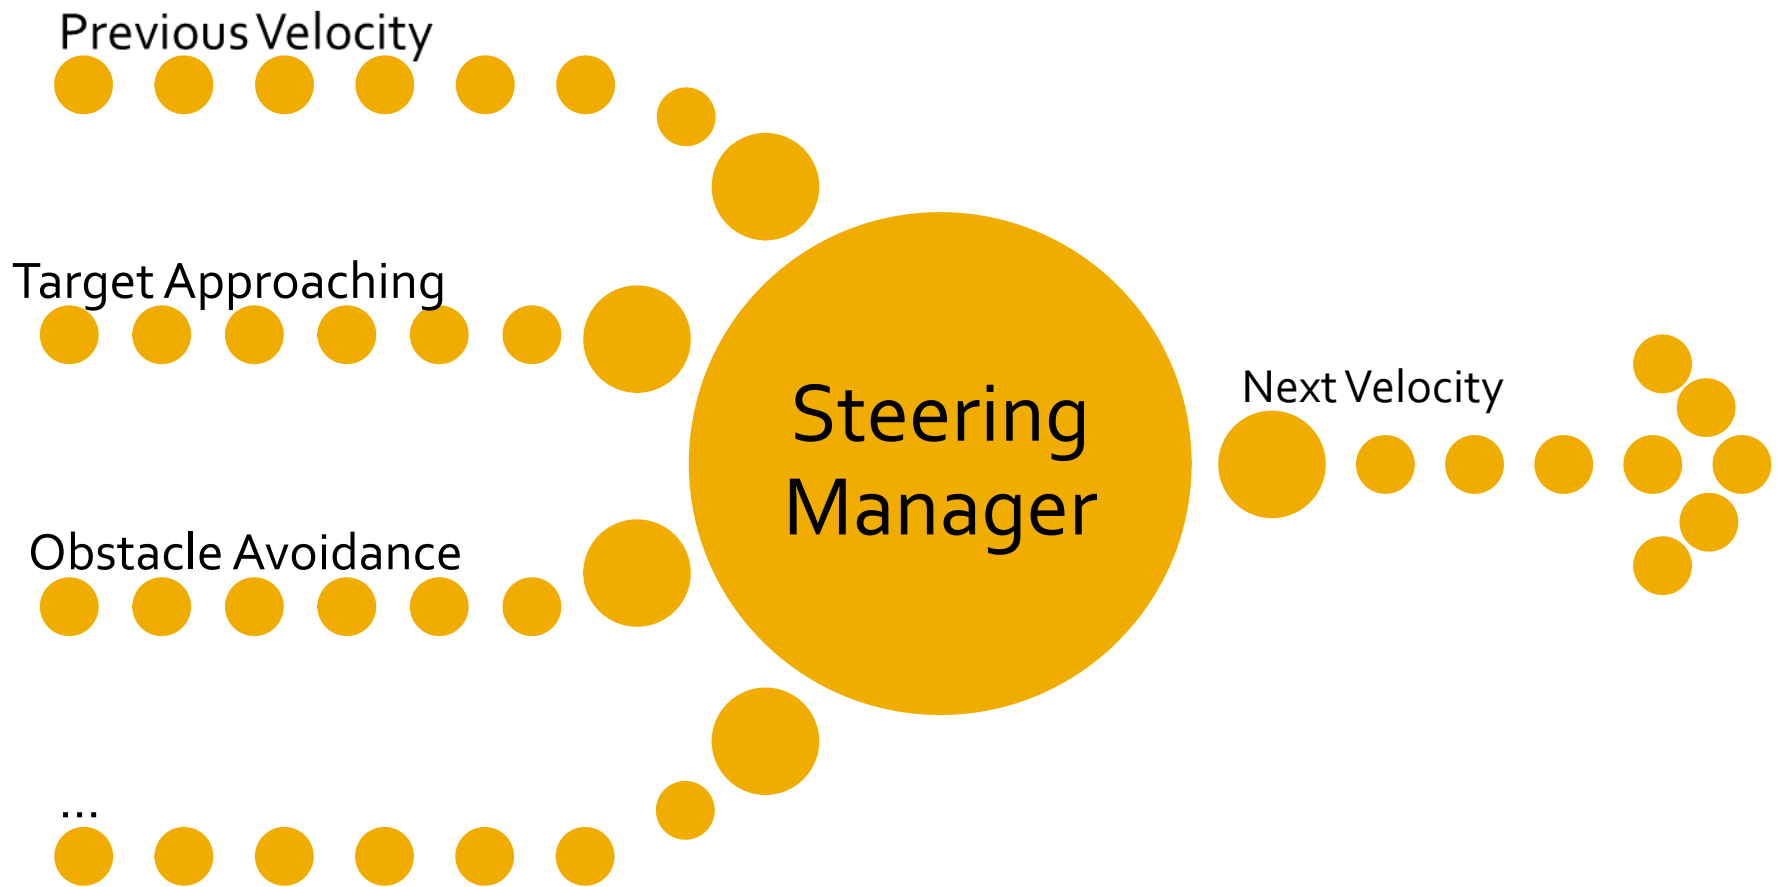 Previous Velocity
Target Approaching
Obstacle Avoidance
...
Steering
Manager
Next Velocity